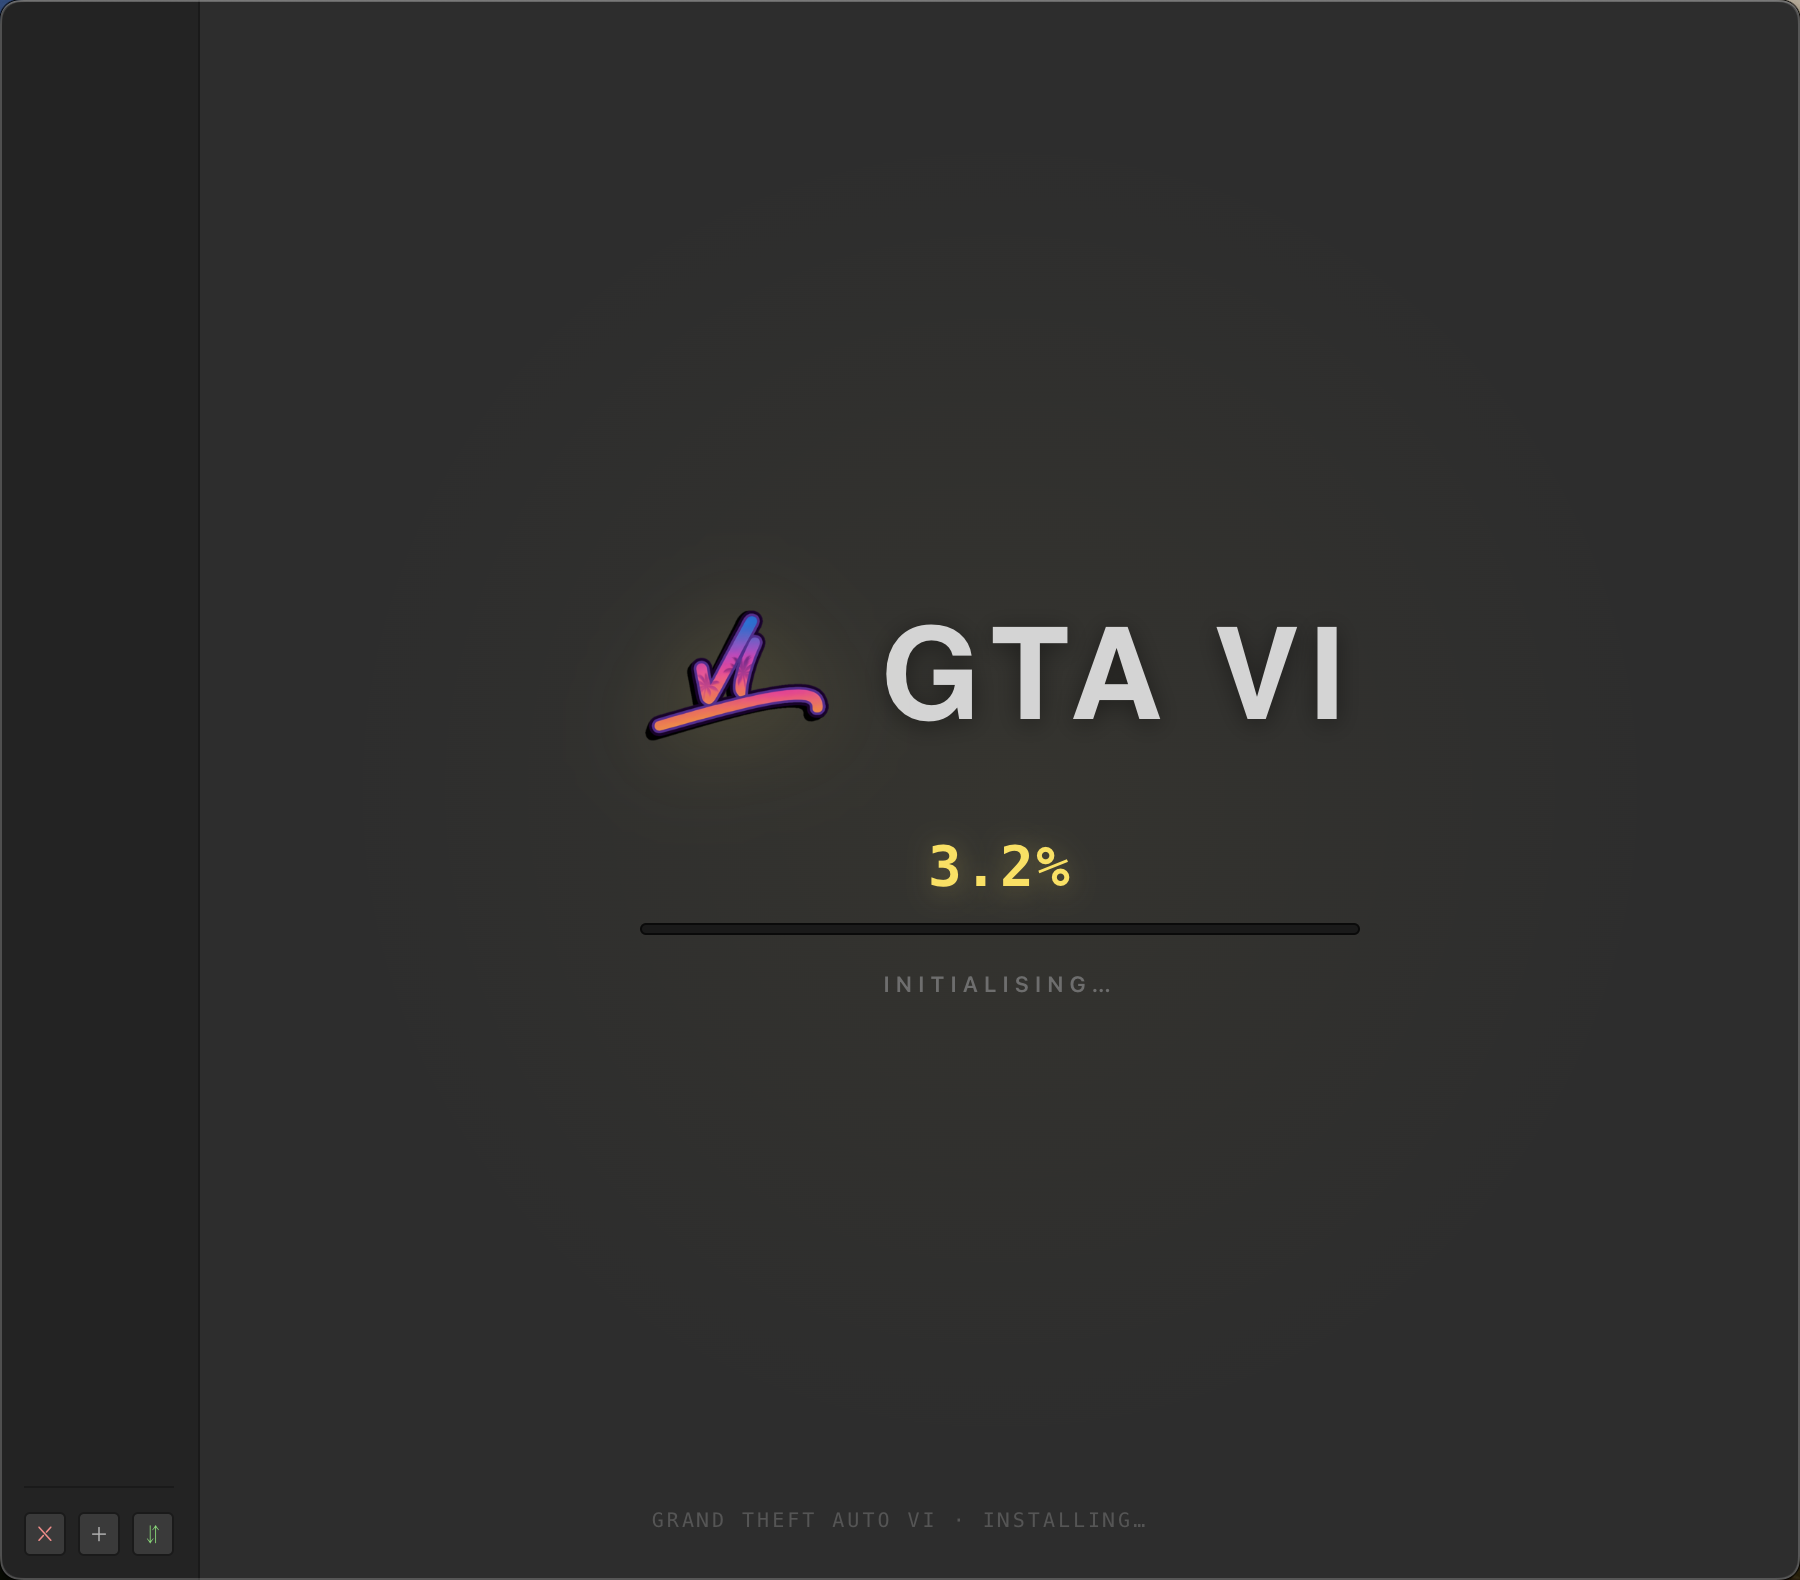 VI GTA VI
3.2%
INITIALISING…
GRAND THEFT AUTO VI · INSTALLING…